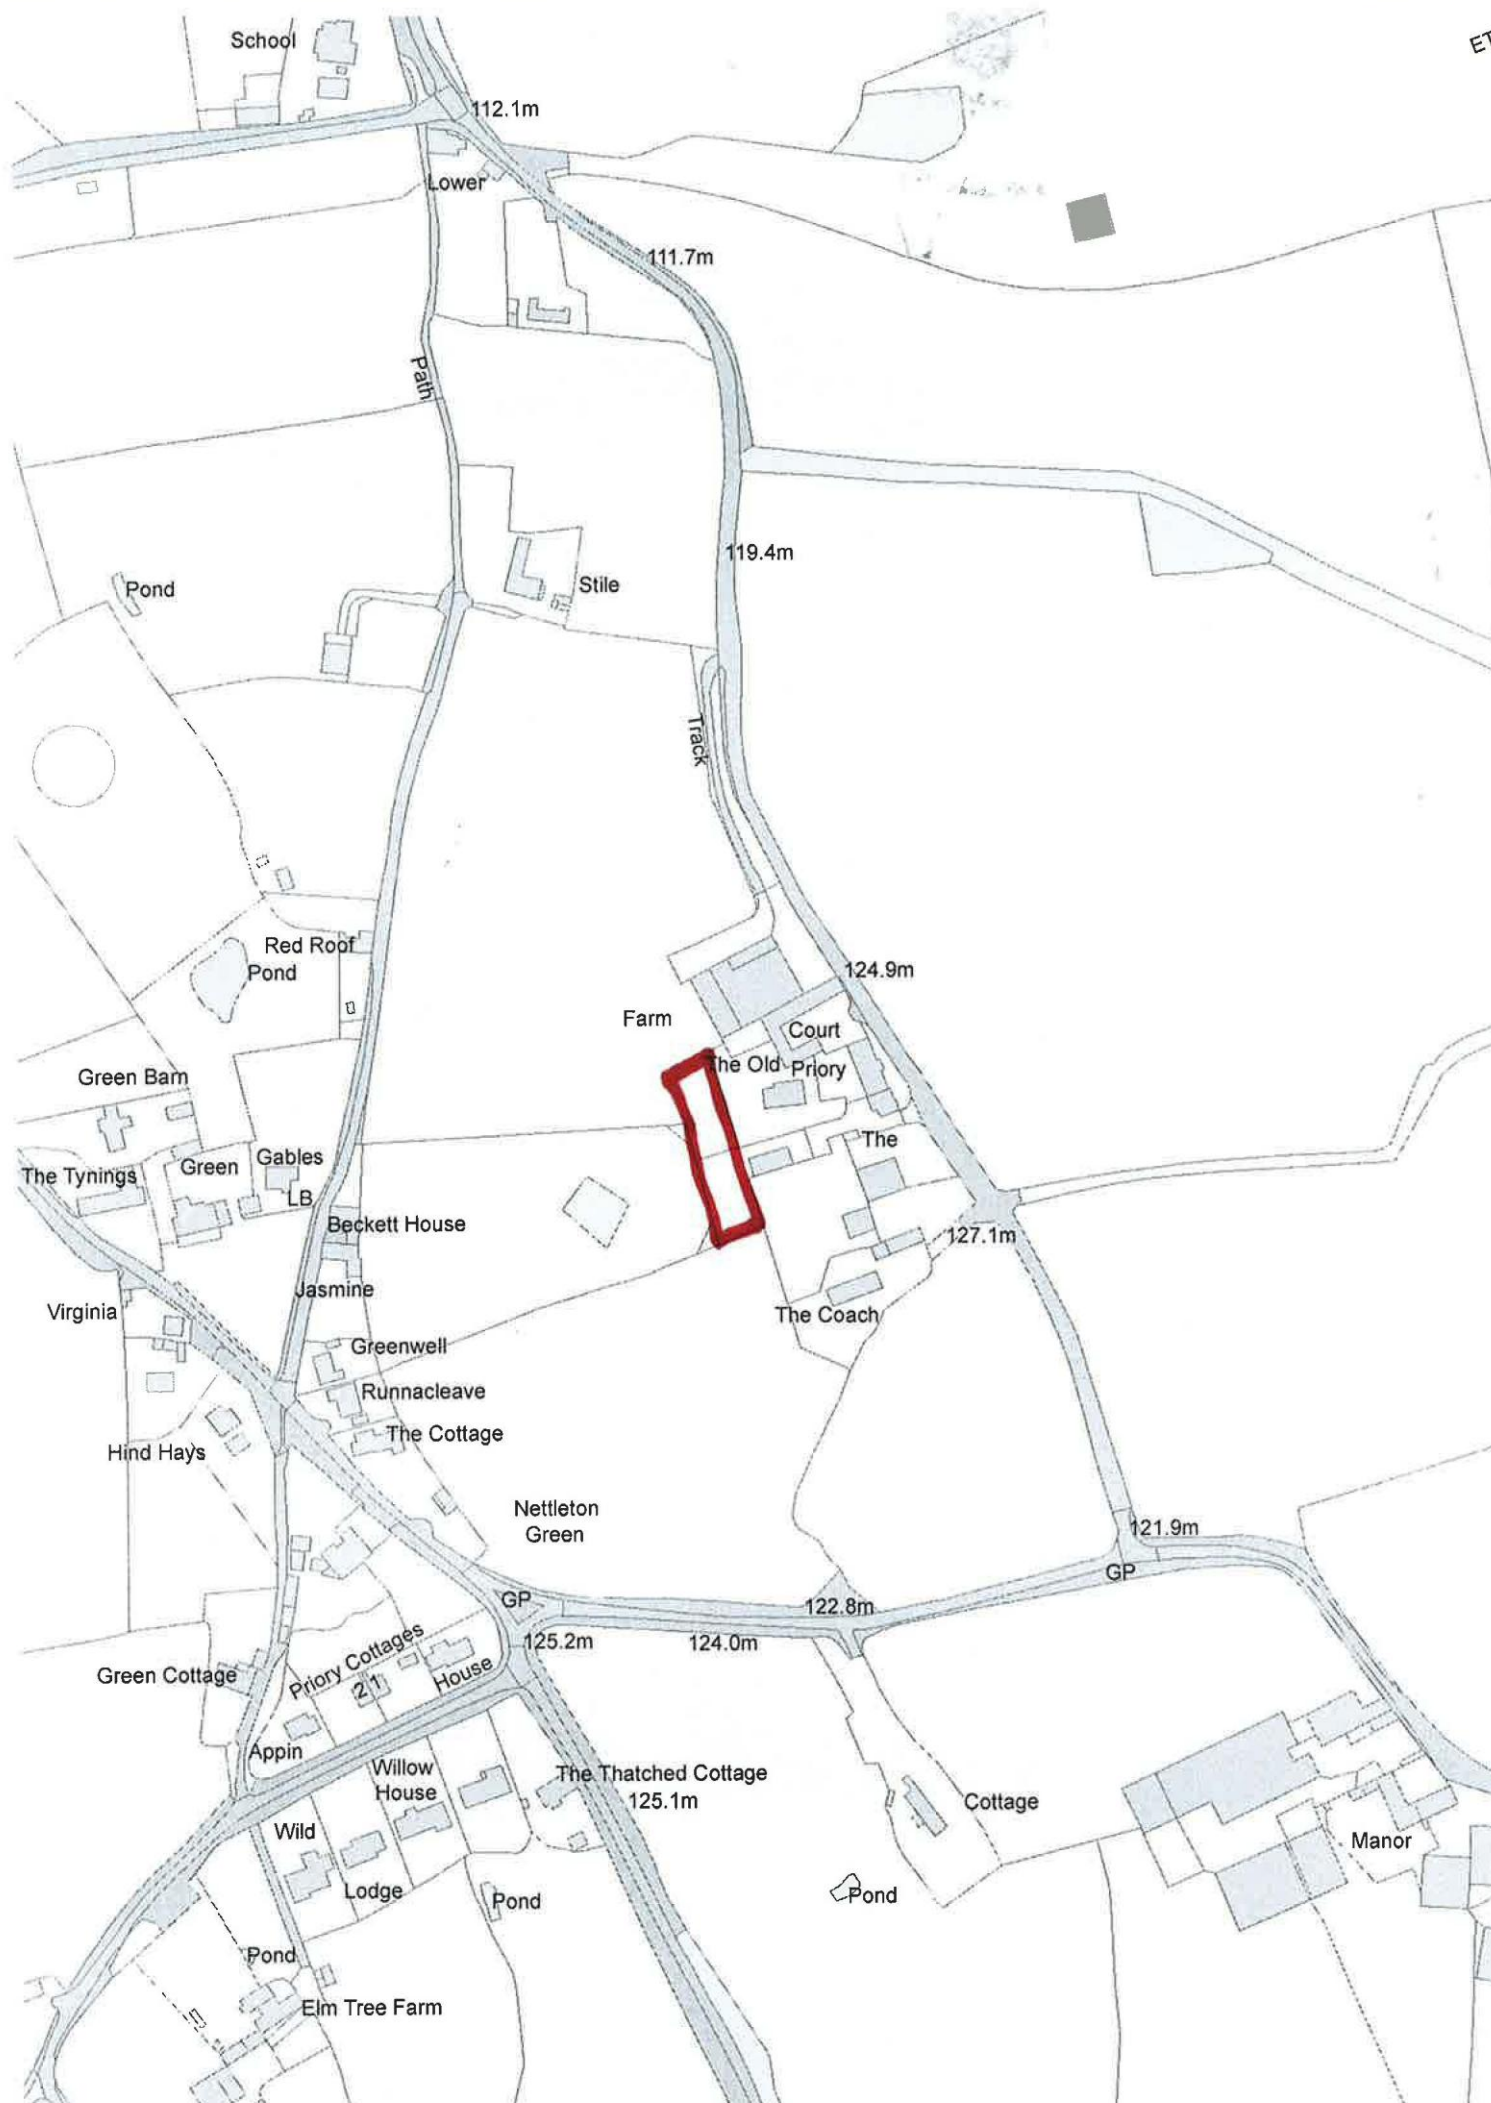 School
ET
112.1m
Lower
111.7m
Path
119.4m
Pond
Stile
Track
Red Roof
Pond
124.9m
Farm
Court
The Old Priory
Green Barn
The
Green
Gables
The Tynings
LB
Beckett House
127.1m
Jasmine
Virginia
The Coach
Greenwell
Runnacleave
The Cottage
Hind Hays
Nettleton
Green
121.9m
GP
GP
122.8m
125.2m
124.0m
Priory Cottages
Green Cottage
House
2 1
Appin
Willow
House
The Thatched Cottage
125.1m
Cottage
Wild
Manor
Lodge
Pond
Pond
Pond
Elm Tree Farm